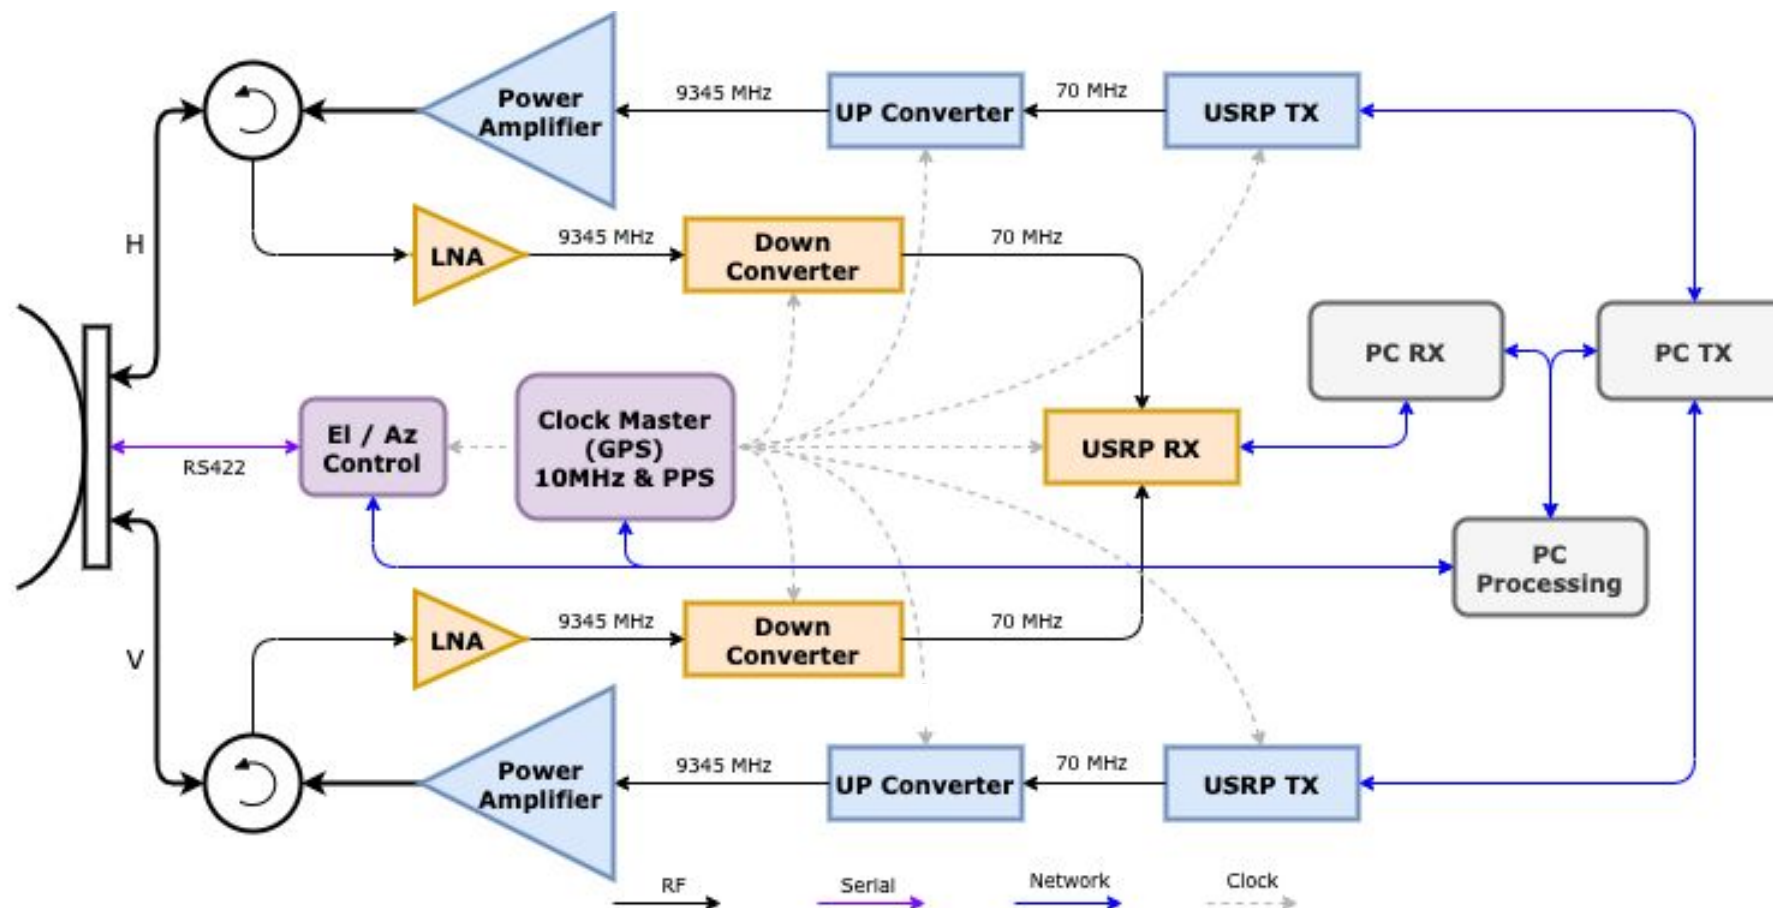 Power
Amplifier
9345 MHz
UP Converter
70 MHz
USRP TX
H
LNA
9345 MHz
Down
Converter
70 MHz
PC RX
PC TX
El / Az
Control
RS422
Clock Master
(GPS)
10MHz & PPS
USRP RX
PC
Processing
V
LNA
9345 MHz
Down
Converter
70 MHz
Power
Amplifier
9345 MHz
UP Converter
70 MHz
USRP TX
RF
Serial
Network
Clock